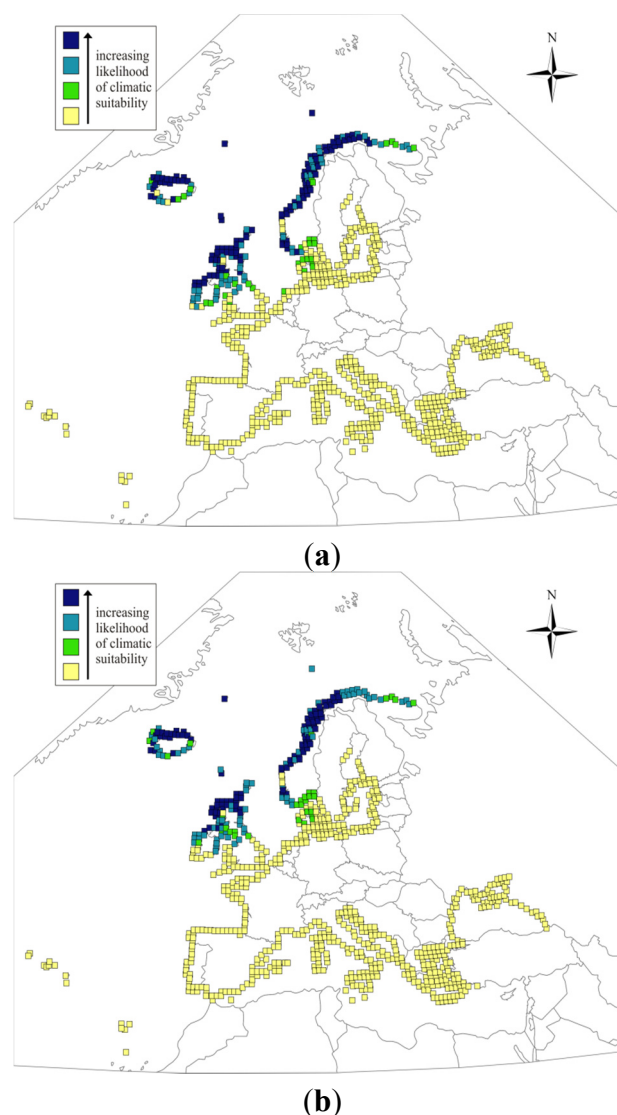 increasing
likelihood
of climatic
suitability
N
(a)
increasing
likelihood
of climatic
suitability
N
(b)